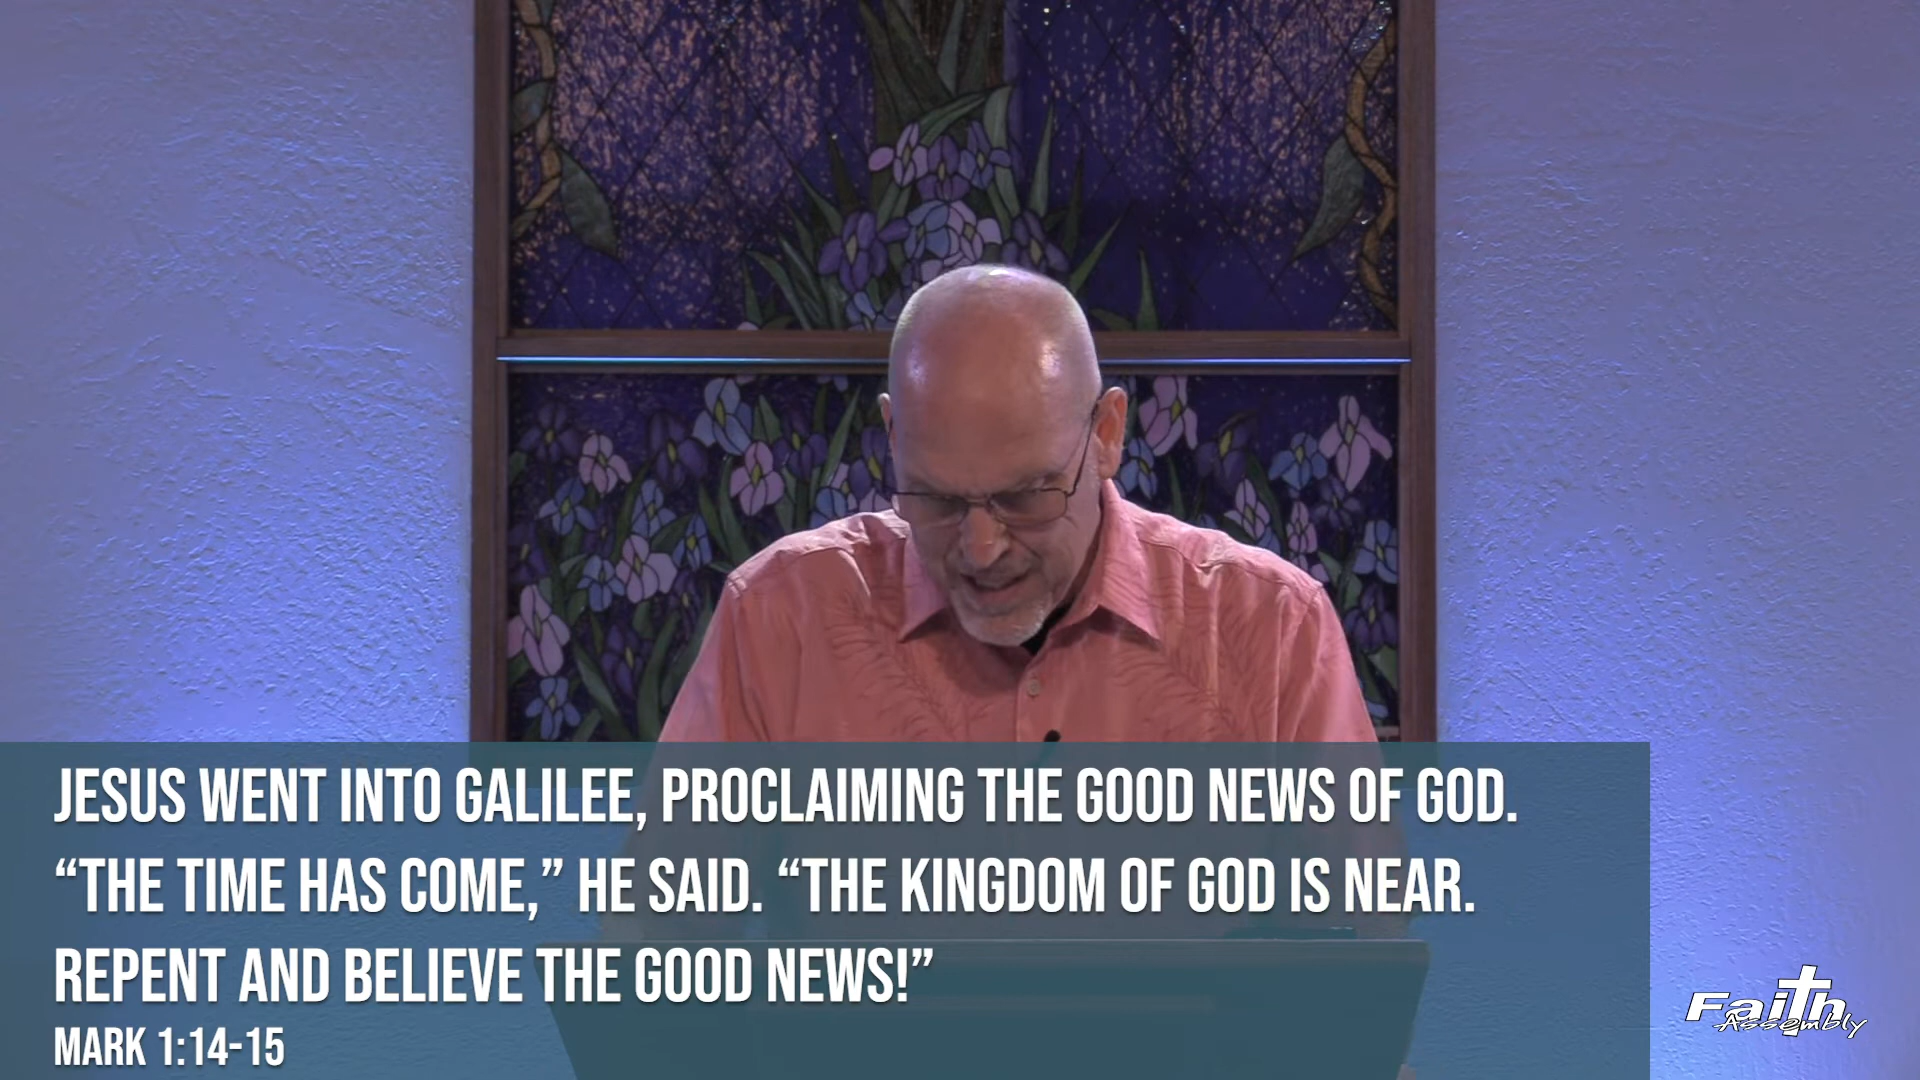 JESUS WENT INTO GALILEE, PROCLAIMING THE GOOD NEWS OF GOD.
“THE TIME HAS COME,” HE SAID. “THE KINGDOM OF GOD IS NEAR.
REPENT AND BELIEVE THE GOOD NEWS!”
MARK 1:14-15
Faith
Assembly